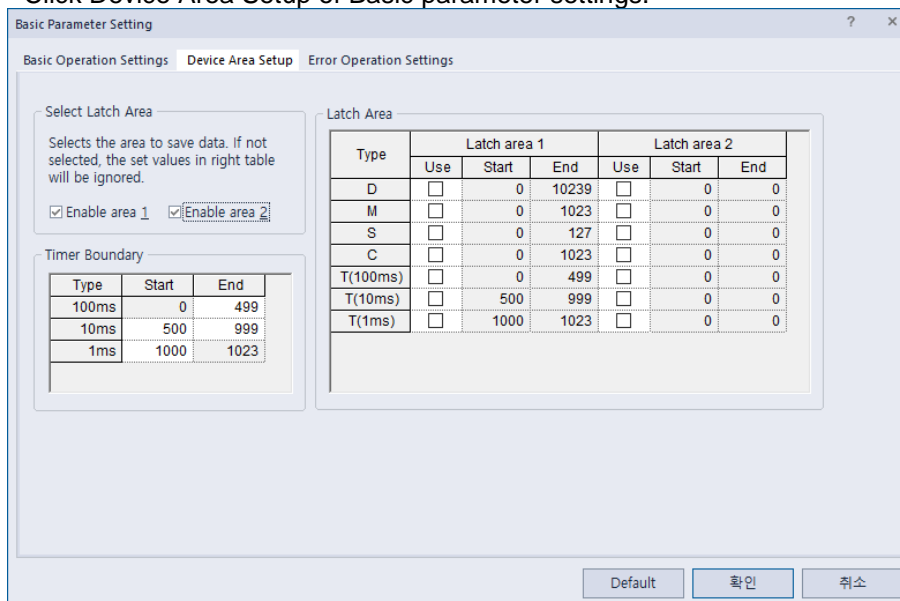 Click Device Area Setup of Basic parameter settings.
Basic Parameter Setting ? ×
Basic Operation Settings Device Area Setup Error Operation Settings
Select Latch Area
Selects the area to save data. If not
selected, the set values in right table
will be ignored.
Enable area 1 Enable area 2
Timer Boundary
Type Start End
100ms 0 499
10ms 500 999
1ms 1000 1023
Latch Area
Type Latch area 1 Latch area 2
Use Start End Use Start End
D 0 10239 0 0
M 0 1023 0 0
S 0 127 0 0
C 0 1023 0 0
T(100ms) 0 499 0 0
T(10ms) 500 999 0 0
T(1ms) 1000 1023 0 0
Default 확인 취소